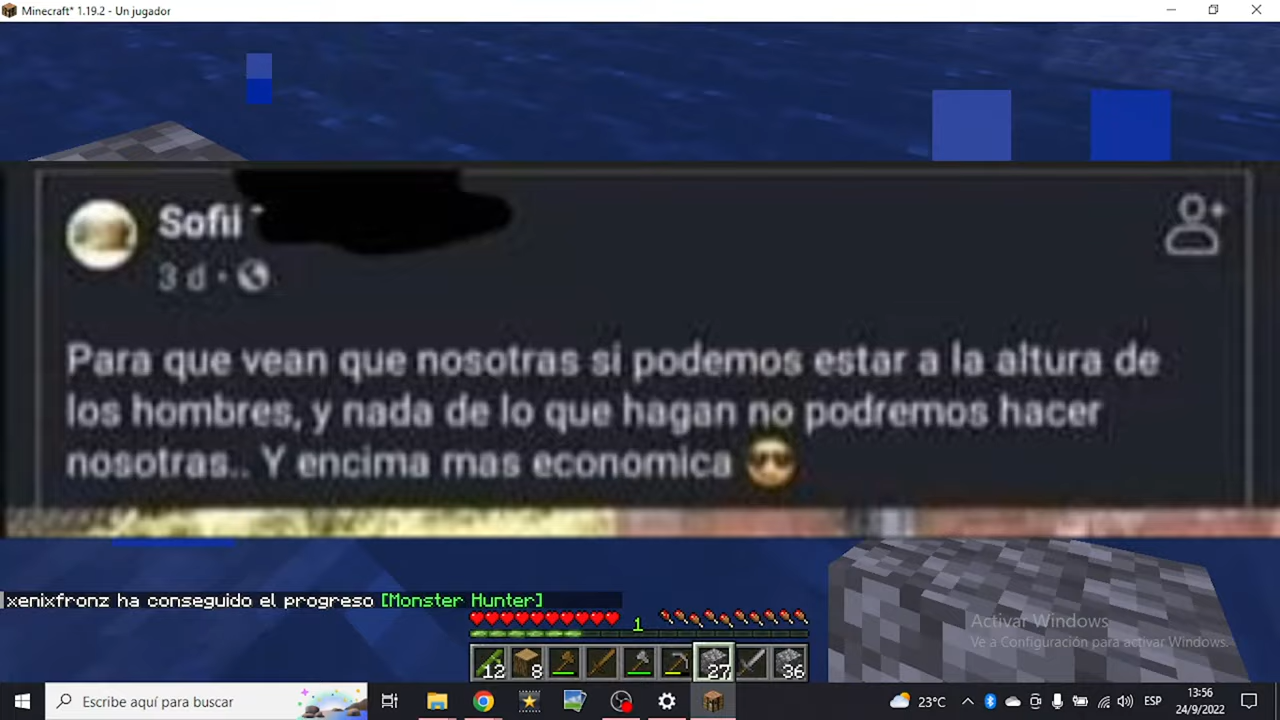 Minecraft* 1.19.2 - Un jugador
Sofii
3 d
Para que vean que nosotras si podemos estar a la altura de
los hombres, y nada de lo que hagan no podremos hacer
nosotras.. Y encima mas economica 😎
xenixfronz ha conseguido el progreso [Monster Hunter]
1
12 8 27 36
Activar Windows
Ve a Configuración para activar Windows.
Escribe aquí para buscar
23°C
ESP
13:56
24/9/2022